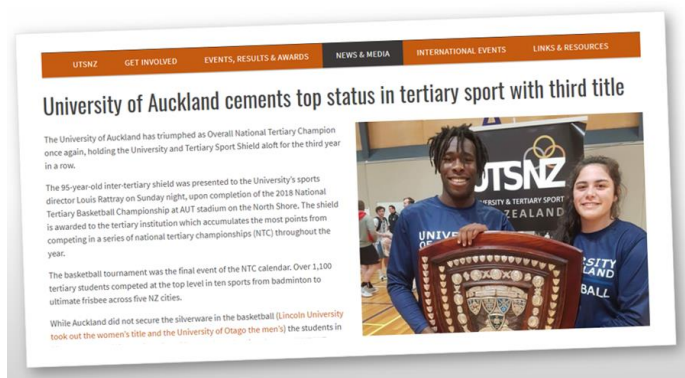 UTSNZ GET INVOLVED EVENTS, RESULTS & AWARDS NEWS & MEDIA INTERNATIONAL EVENTS LINKS & RESOURCES
University of Auckland cements top status in tertiary sport with third title
The University of Auckland has triumphed as Overall National Tertiary Champion
once again, holding the University and Tertiary Sport Shield aloft for the third year
in a row.
The 95-year-old inter-tertiary shield was presented to the University's sports
director Louis Rattray on Sunday night, upon completion of the 2018 National
Tertiary Basketball Championship at AUT stadium on the North Shore. The shield
is awarded to the tertiary institution which accumulates the most points from
competing in a series of national tertiary championships (NTC) throughout the
year.
The basketball tournament was the final event of the NTC calendar. Over 1,100
tertiary students competed at the top level in ten sports from badminton to
ultimate frisbee across five NZ cities.
While Auckland did not secure the silverware in the basketball (Lincoln University
took out the women's title and the University of Otago the men's) the students in
UTSNZ
& TERTIARY SPORT
ZEALAND